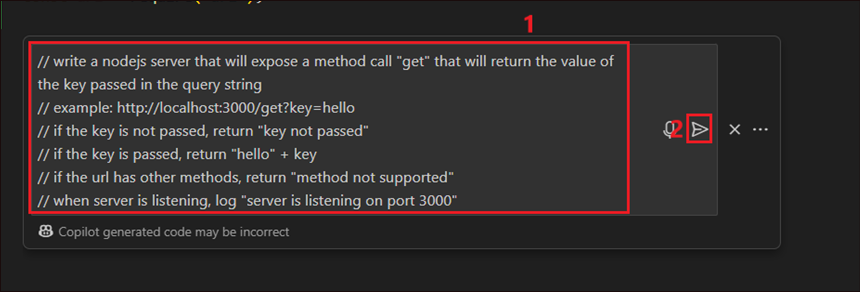 1
// write a nodejs server that will expose a method call "get" that will return the value of
the key passed in the query string
// example: http://localhost:3000/get?key=hello
// if the key is not passed, return "key not passed"
2
// if the key is passed, return "hello" + key
// if the url has other methods, return "method not supported"
// when server is listening, log "server is listening on port 3000"
Copilot generated code may be incorrect